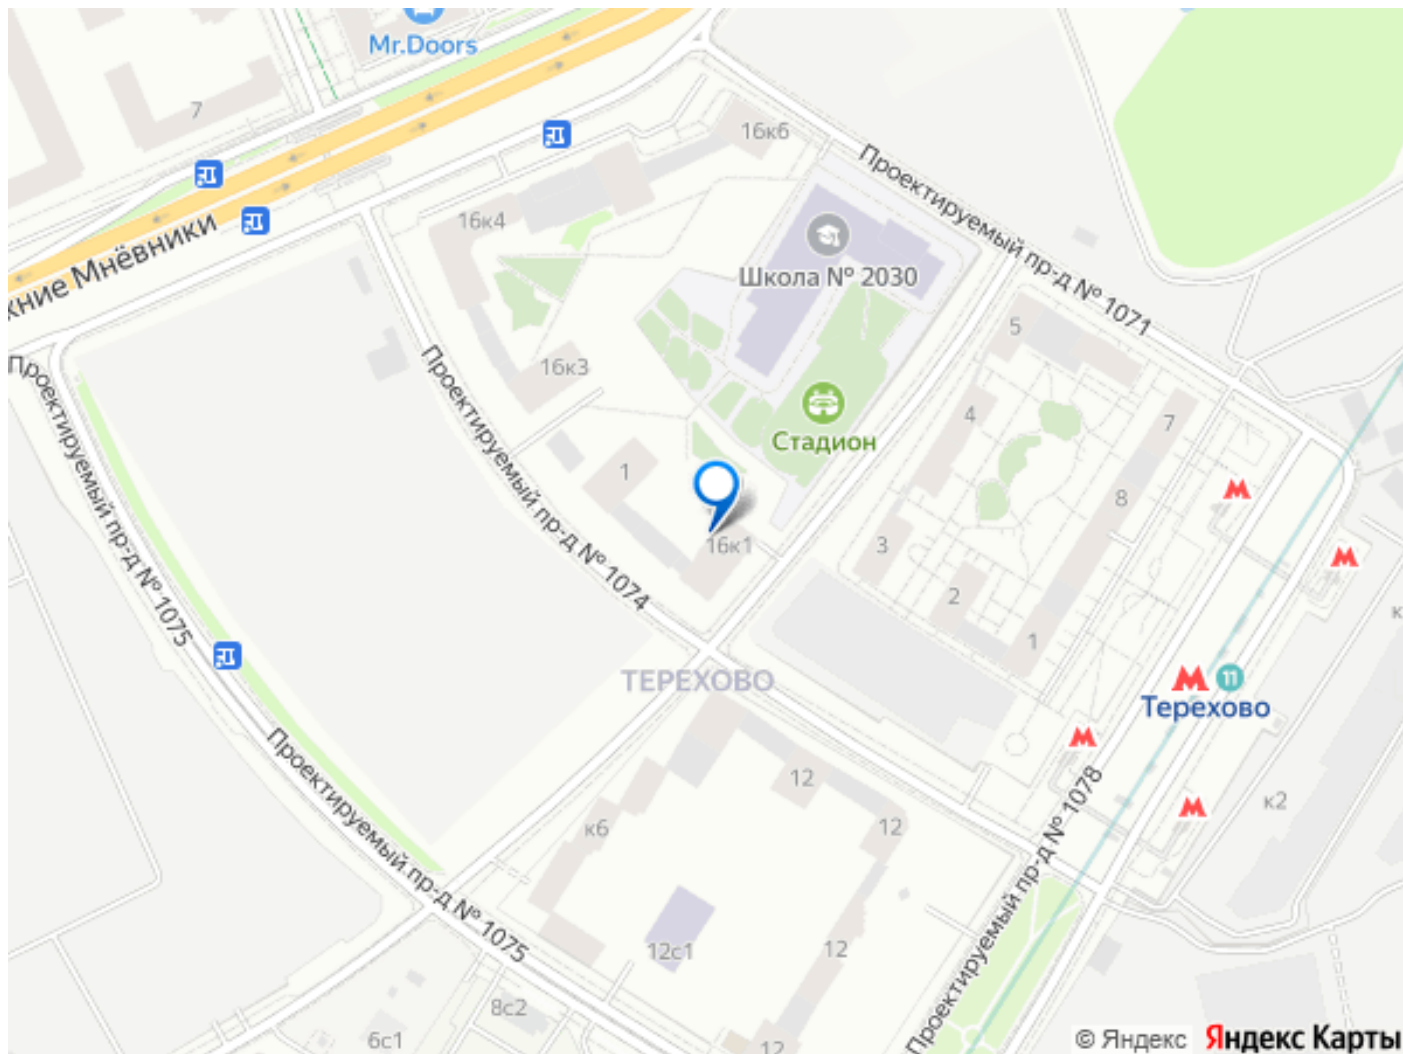 Mr.Doors
7
16к6
Проектируемый пр-д № 1071
16к4
хние Мнёвники
Школа № 2030
5
16к3
Проектируемый пр-д № 1075
Проектируемый пр-д № 1074
4
7
Стадион
1
8
16к1
3
2
1
к
ТЕРЕХОВО
11
Терехово
12
к2
Проектируемый пр-д № 1075
Проектируемый пр-д № 1078
к6
12
12с1
12
8с2
6с1
12
© Яндекс Яндекс Карты